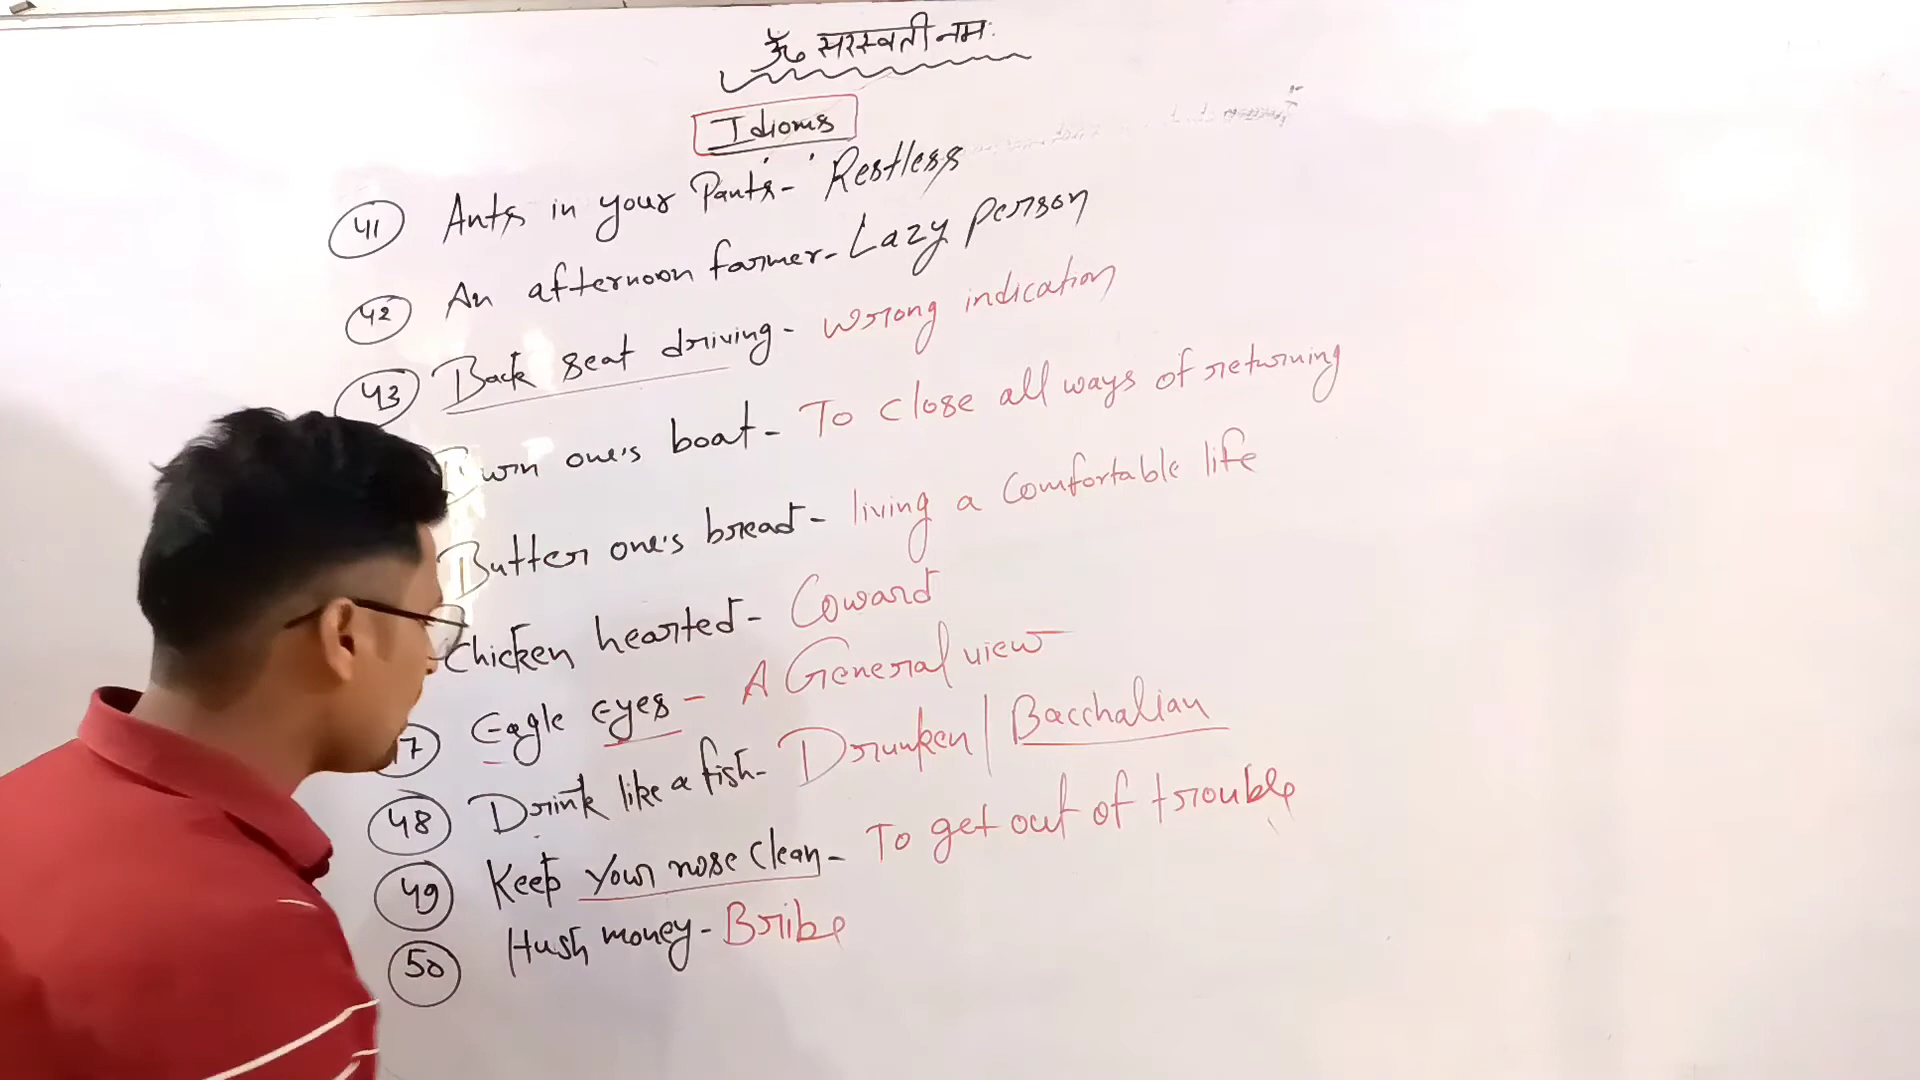 ॐ सरस्वती नमः
Idioms
41 Ants in your Pants- Restless
42 An afternoon farmer- Lazy person
43 Back seat driving- wrong indication
one's boat- To close all ways of returning
Butter one's bread- living a comfortable life
Chicken hearted- Coward
7 Eagle Eyes - A General view
48 Drink like a fish- Drunken / Bacchalian
49 Keep your nose clean- To get out of trouble
50 Hush money- Bribe